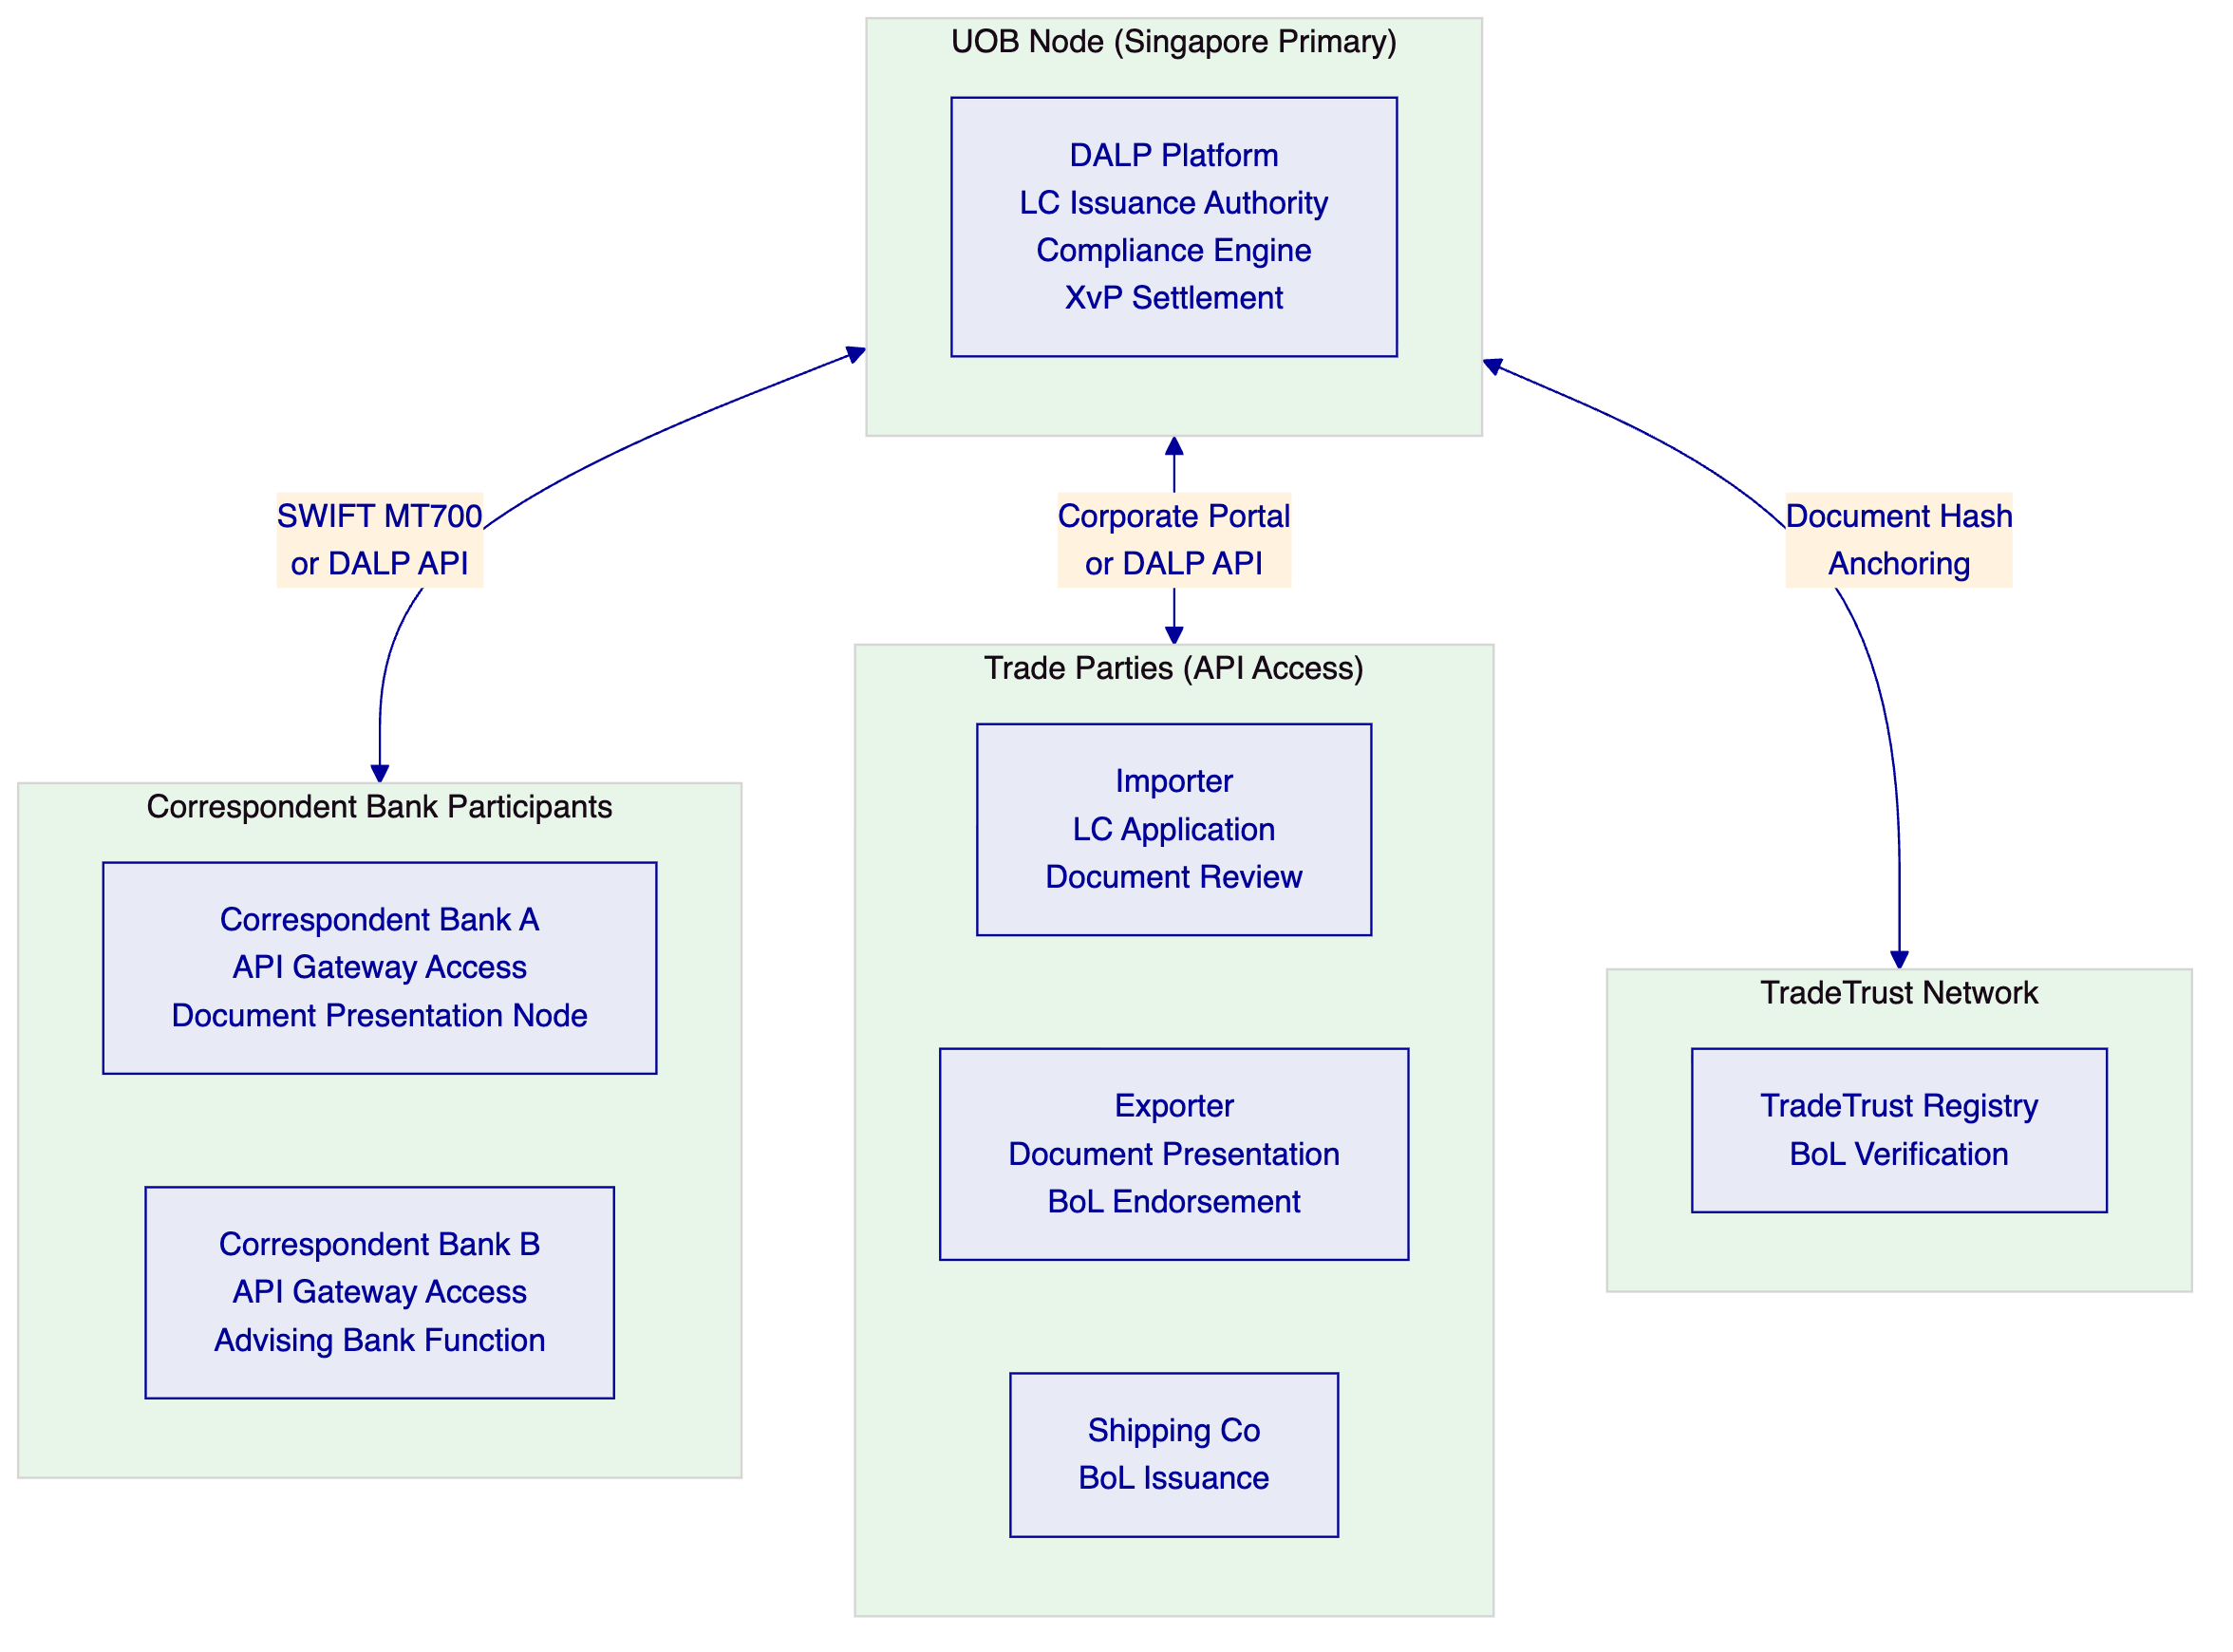 UOB Node (Singapore Primary)
DALP Platform
LC Issuance Authority
Compliance Engine
XvP Settlement
SWIFT MT700
or DALP API
Corporate Portal
or DALP API
Document Hash
Anchoring
Correspondent Bank Participants
Correspondent Bank A
API Gateway Access
Document Presentation Node
Correspondent Bank B
API Gateway Access
Advising Bank Function
Trade Parties (API Access)
Importer
LC Application
Document Review
Exporter
Document Presentation
BoL Endorsement
Shipping Co
BoL Issuance
TradeTrust Network
TradeTrust Registry
BoL Verification